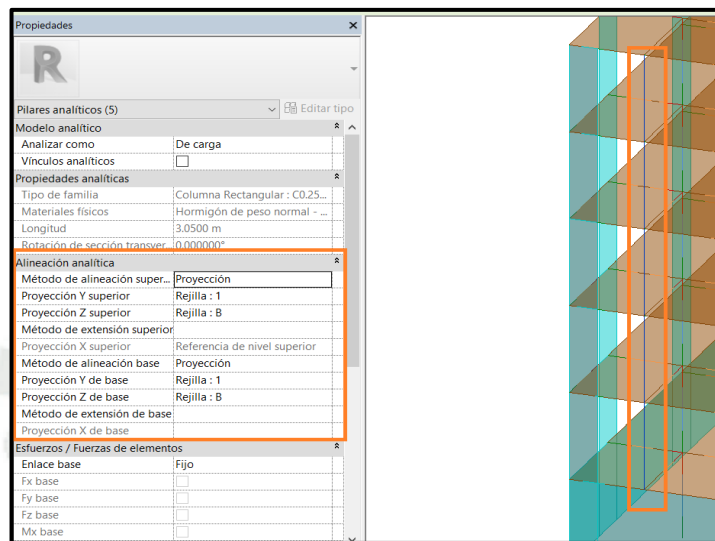 Propiedades
R
Pilares analíticos (5) Editar tipo
Modelo analítico
Analizar como De carga
Vínculos analíticos
Propiedades analíticas
Tipo de familia Columna Rectangular : C0.25...
Materiales físicos Hormigón de peso normal - ...
Longitud 3.0500 m
Rotación de sección transver... 0.000000°
Alineación analítica
Método de alineación super... Proyección
Proyección Y superior Rejilla : 1
Proyección Z superior Rejilla : B
Método de extensión superior
Proyección X superior Referencia de nivel superior
Método de alineación base Proyección
Proyección Y de base Rejilla : 1
Proyección Z de base Rejilla : B
Método de extensión de base
Proyección X de base
Esfuerzos / Fuerzas de elementos
Enlace base Fijo
Fx base
Fy base
Fz base
Mx base